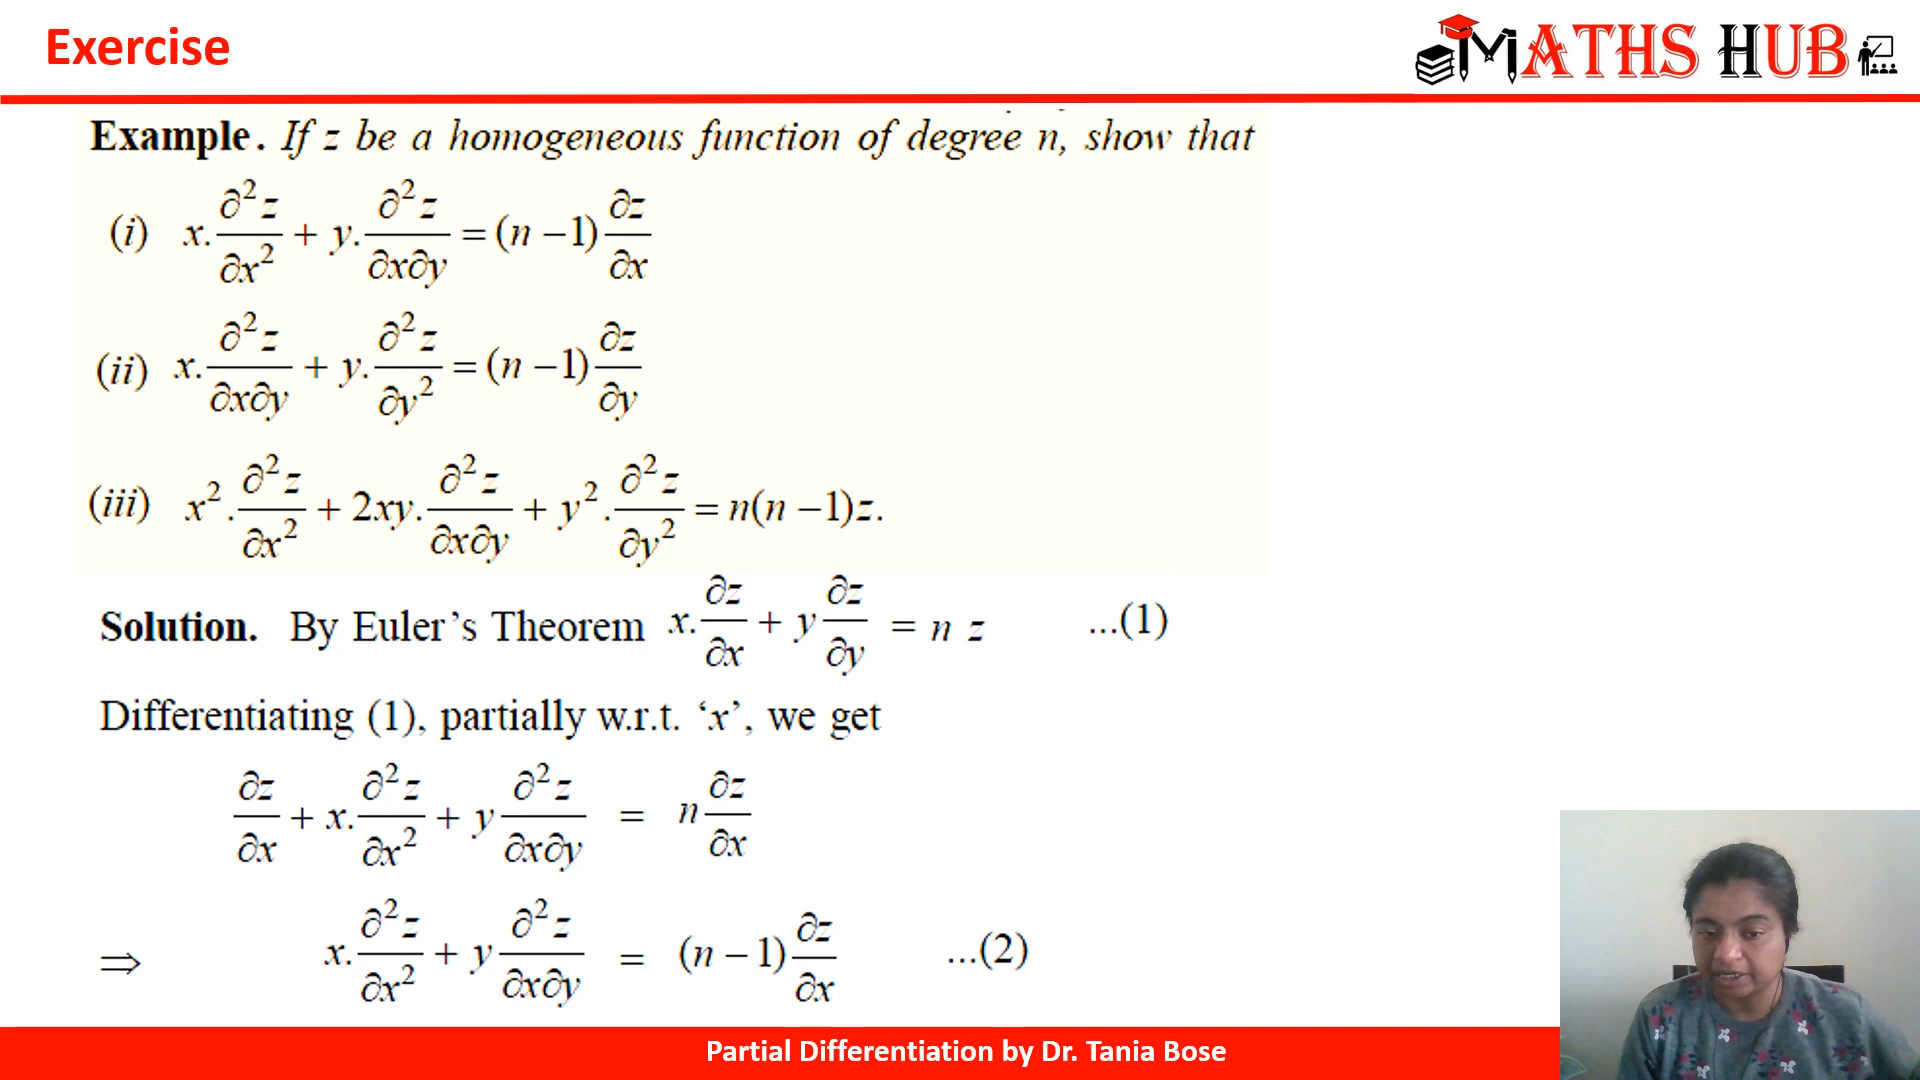 Exercise
MATHS HUB
Example. If z be a homogeneous function of degree n, show that
(i) x.∂²z/∂x² + y.∂²z/∂x∂y = (n −1)∂z/∂x
(ii) x.∂²z/∂x∂y + y.∂²z/∂y² = (n −1)∂z/∂y
(iii) x².∂²z/∂x² + 2xy.∂²z/∂x∂y + y².∂²z/∂y² = n(n −1)z.
Solution. By Euler's Theorem x.∂z/∂x + y ∂z/∂y = n z ...(1)
Differentiating (1), partially w.r.t. ‘x’, we get
∂z/∂x + x.∂²z/∂x² + y ∂²z/∂x∂y = n ∂z/∂x
⇒ x.∂²z/∂x² + y ∂²z/∂x∂y = (n − 1)∂z/∂x ...(2)
Partial Differentiation by Dr. Tania Bose